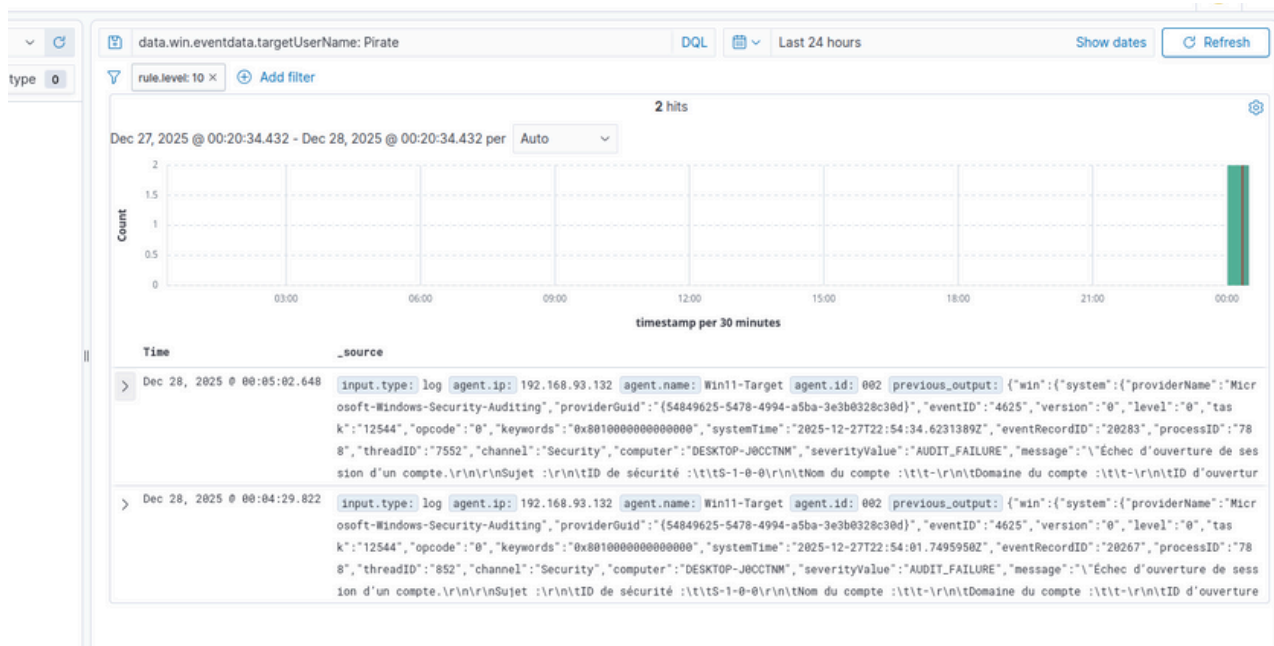 data.win.eventdata.targetUserName: Pirate DQL Last 24 hours Show dates Refresh
type 0 rule.level: 10 × Add filter
2 hits
Dec 27, 2025 @ 00:20:34.432 - Dec 28, 2025 @ 00:20:34.432 per Auto
Count
2
1.5
1
0.5
0
03:00 06:00 09:00 12:00 15:00 18:00 21:00 00:00
timestamp per 30 minutes
Time _source
Dec 28, 2025 @ 00:05:02.648 input.type: log agent.ip: 192.168.93.132 agent.name: Win11-Target agent.id: 002 previous_output: {"win":{"system":{"providerName":"Micr
osoft-Windows-Security-Auditing","providerGuid":"{54849625-5478-4994-a5ba-3e3b0328c30d}","eventID":"4625","version":"0","level":"0","tas
k":"12544","opcode":"0","keywords":"0x8010000000000000","systemTime":"2025-12-27T22:54:34.6231389Z","eventRecordID":"20283","processID":"78
8","threadID":"7552","channel":"Security","computer":"DESKTOP-J0CCTNM","severityValue":"AUDIT_FAILURE","message":"\"Échec d'ouverture de ses
sion d'un compte.\r\n\r\nSujet :\r\n\tID de sécurité :\t\tS-1-0-0\r\n\tNom du compte :\t\t-\r\n\tDomaine du compte :\t\t-\r\n\tID d'ouvertur
Dec 28, 2025 @ 00:04:29.822 input.type: log agent.ip: 192.168.93.132 agent.name: Win11-Target agent.id: 002 previous_output: {"win":{"system":{"providerName":"Micr
osoft-Windows-Security-Auditing","providerGuid":"{54849625-5478-4994-a5ba-3e3b0328c30d}","eventID":"4625","version":"0","level":"0","tas
k":"12544","opcode":"0","keywords":"0x8010000000000000","systemTime":"2025-12-27T22:54:01.7495950Z","eventRecordID":"20267","processID":"78
8","threadID":"852","channel":"Security","computer":"DESKTOP-J0CCTNM","severityValue":"AUDIT_FAILURE","message":"\"Échec d'ouverture de sess
ion d'un compte.\r\n\r\nSujet :\r\n\tID de sécurité :\t\tS-1-0-0\r\n\tNom du compte :\t\t-\r\n\tDomaine du compte :\t\t-\r\n\tID d'ouverture